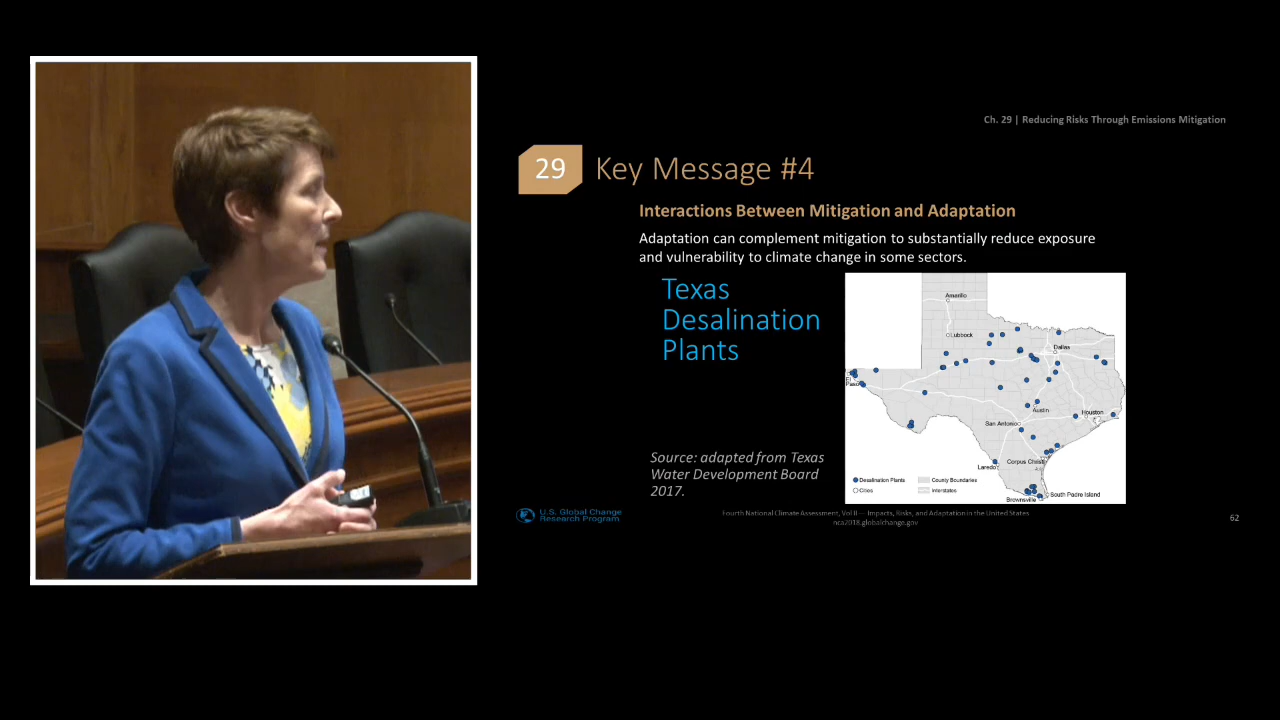 Ch. 29 | Reducing Risks Through Emissions Mitigation
29 Key Message #4
Interactions Between Mitigation and Adaptation
Adaptation can complement mitigation to substantially reduce exposure
and vulnerability to climate change in some sectors.
Texas
Desalination
Plants
Amarillo
Lubbock
Dallas
El
Paso
Austin
Houston
San Antonio
Corpus Christi
Laredo
South Padre Island
Brownsville
Desalination Plants
County Boundaries
Cities
Interstates
Source: adapted from Texas
Water Development Board
2017.
U.S. Global Change
Research Program
Fourth National Climate Assessment, Vol II — Impacts, Risks, and Adaptation in the United States
nca2018.globalchange.gov
62